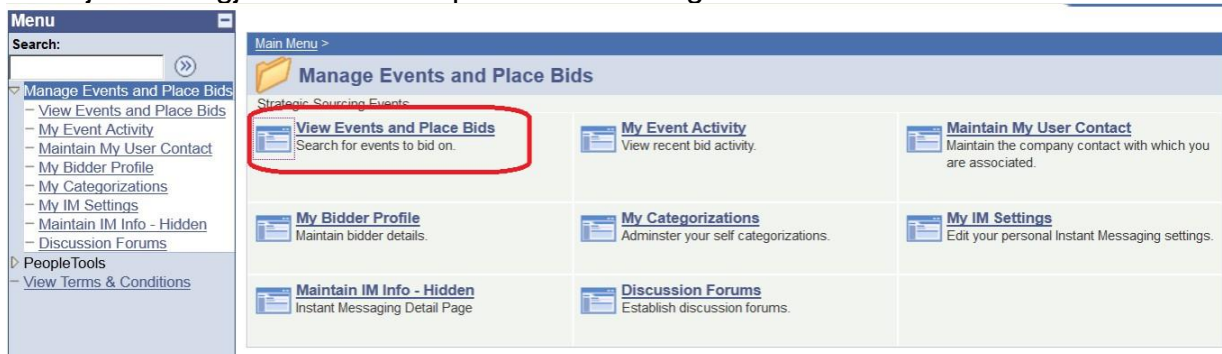 Menu
Search:
Manage Events and Place Bids
View Events and Place Bids
My Event Activity
Maintain My User Contact
My Bidder Profile
My Categorizations
My IM Settings
Maintain IM Info - Hidden
Discussion Forums
PeopleTools
View Terms & Conditions
Main Menu >
Manage Events and Place Bids
Strategic Sourcing Events
View Events and Place Bids
Search for events to bid on.
My Event Activity
View recent bid activity.
Maintain My User Contact
Maintain the company contact with which you
are associated.
My Bidder Profile
Maintain bidder details.
My Categorizations
Adminster your self categorizations.
My IM Settings
Edit your personal Instant Messaging settings.
Maintain IM Info - Hidden
Instant Messaging Detail Page
Discussion Forums
Establish discussion forums.